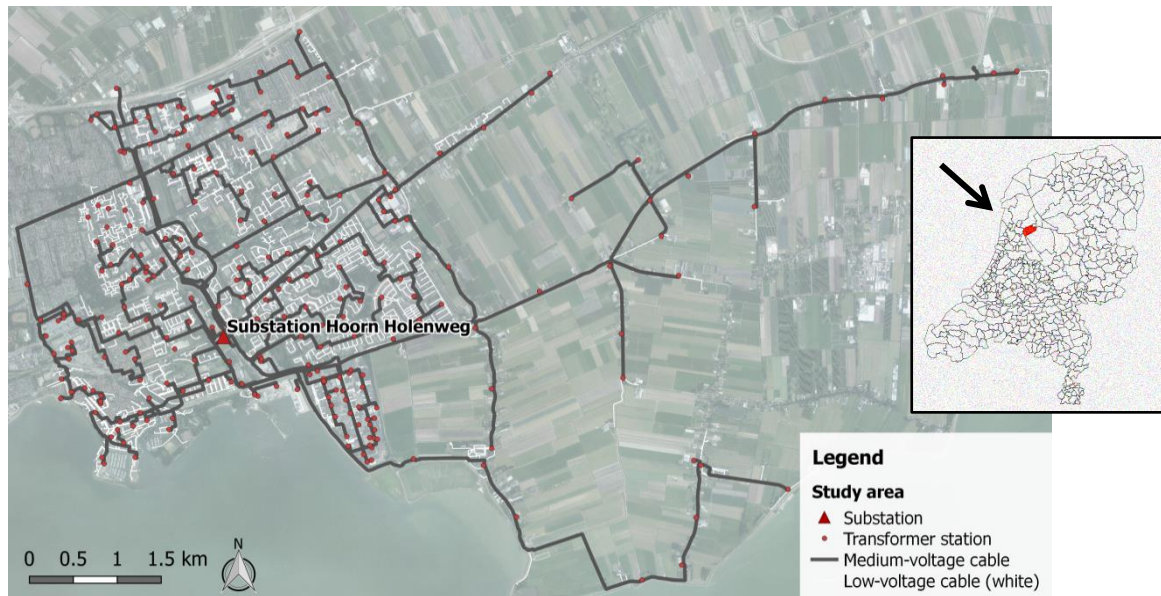 Substation Hoorn Holenweg
Legend
Study area
Substation
Transformer station
Medium-voltage cable
Low-voltage cable (white)
0 0.5 1 1.5 km
N